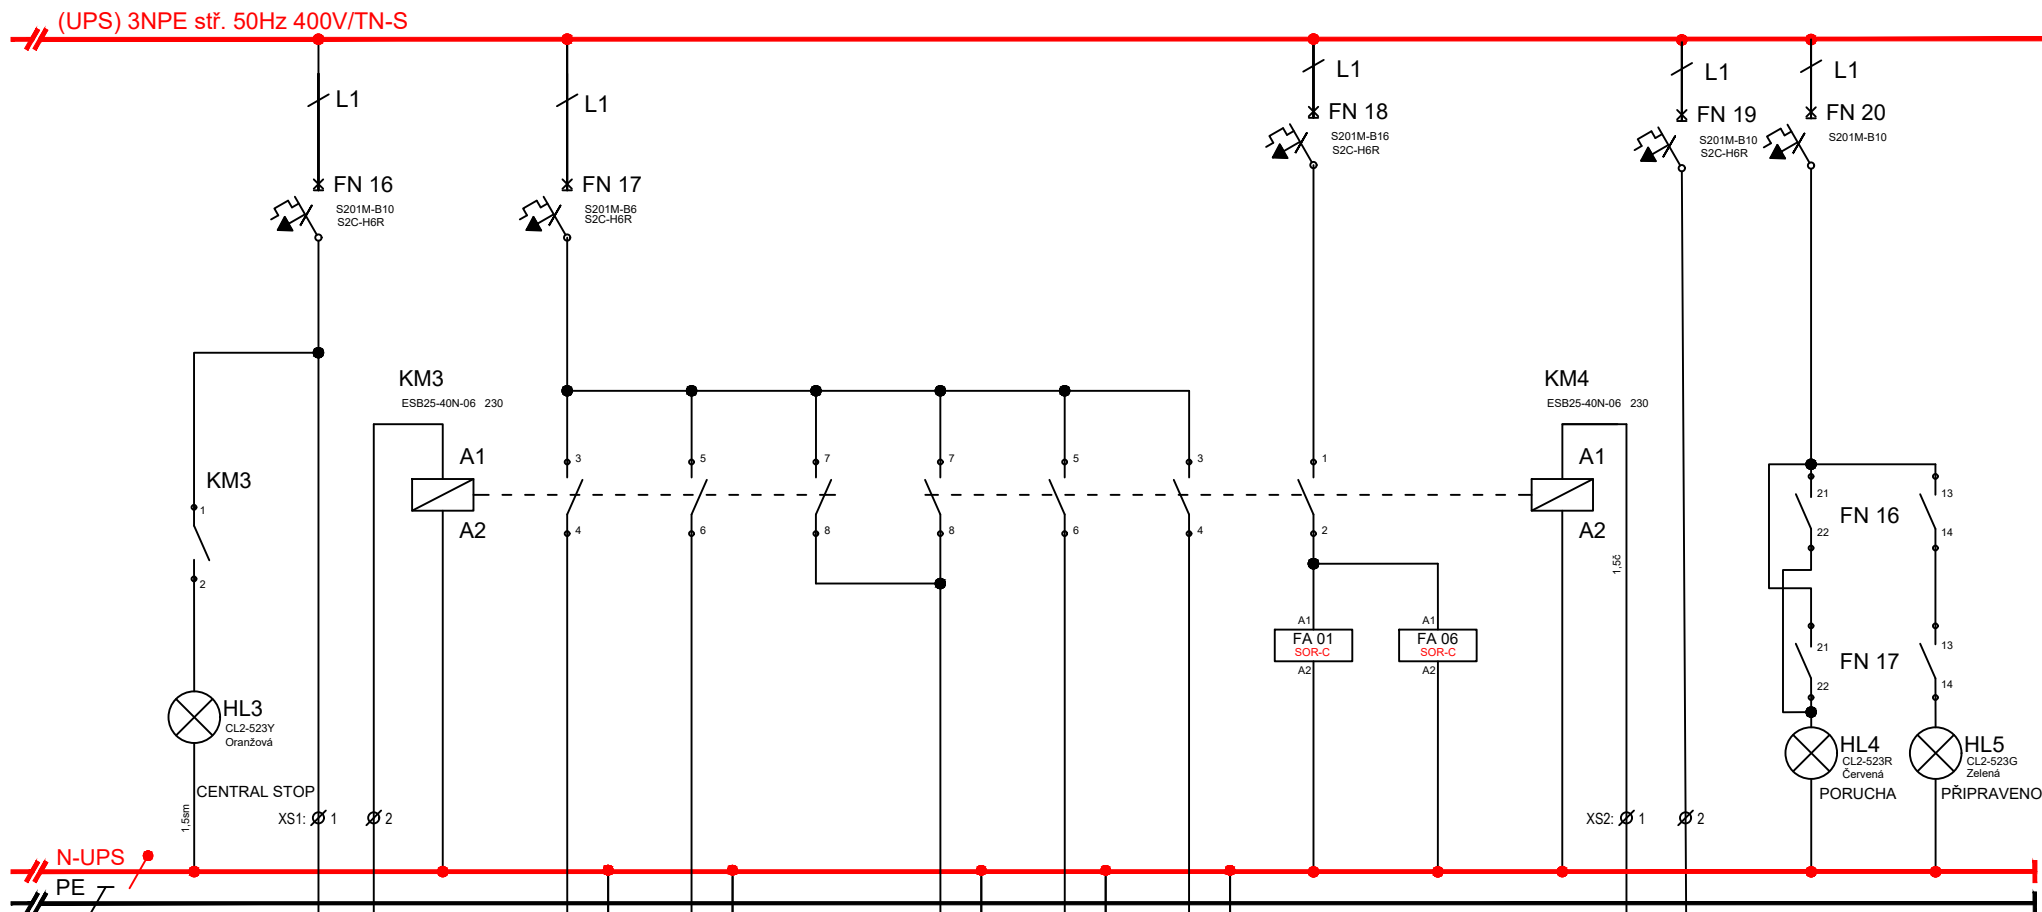 (UPS) 3NPE stř. 50Hz 400V/TN-S
L1
L1
L1
L1
L1
FN 16
S201M-B10
S2C-H6R
FN 17
S201M-B6
S2C-H6R
FN 18
S201M-B16
S2C-H6R
FN 19
S201M-B10
S2C-H6R
FN 20
S201M-B10
KM3
ESB25-40N-06 230
KM4
ESB25-40N-06 230
KM3
1
2
A1
A2
3
4
5
6
7
8
7
8
5
6
3
4
1
2
A1
A2
1,5č
21
22
FN 16
13
14
21
22
FN 17
13
14
A1
FA 01
SOR-C
A2
A1
FA 06
SOR-C
A2
HL3
CL2-523Y
Oranžová
HL4
CL2-523R
Červená
PORUCHA
HL5
CL2-523G
Zelená
PŘIPRAVENO
CENTRAL STOP
1,5sm
XS1: 1 2
XS2: 1 2
N-UPS
PE